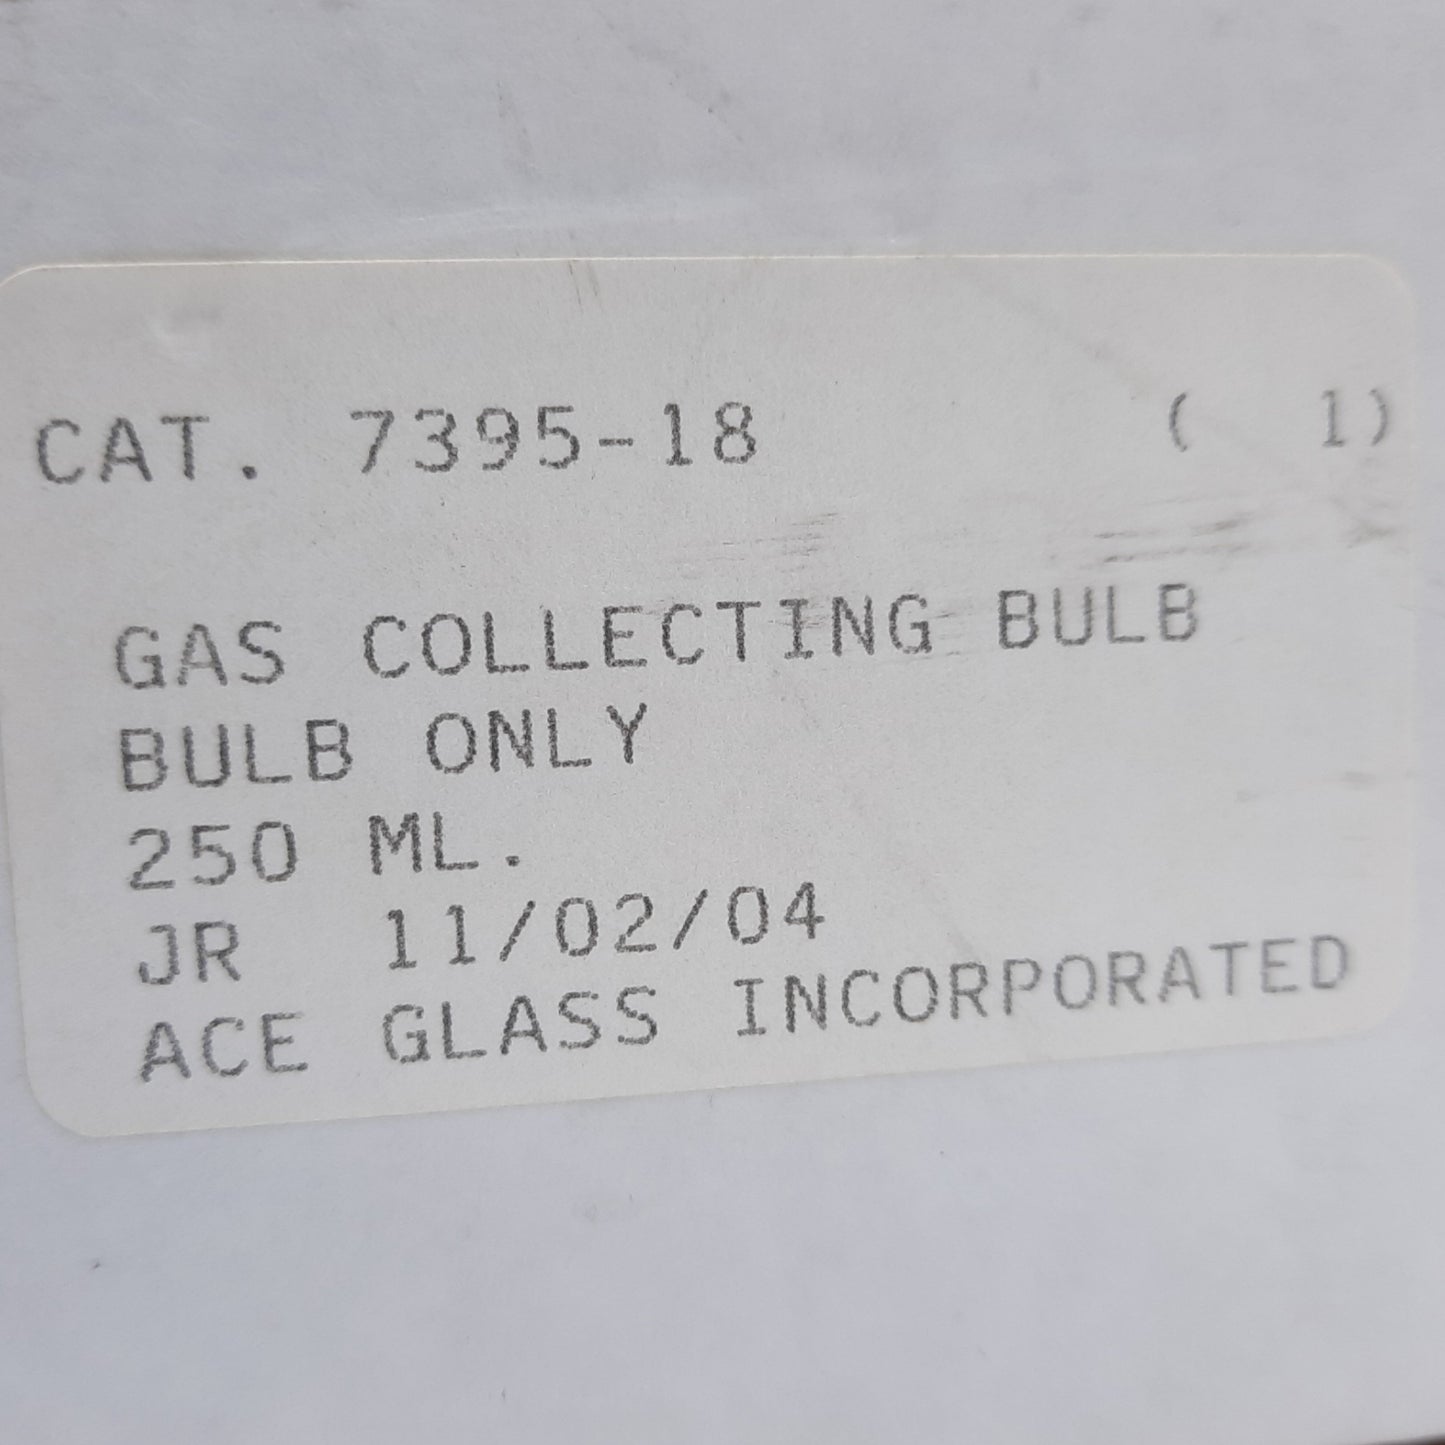 CAT. 7395-18 ( 1)
GAS COLLECTING BULB
BULB ONLY
250 ML.
JR 11/02/04
ACE GLASS INCORPORATED